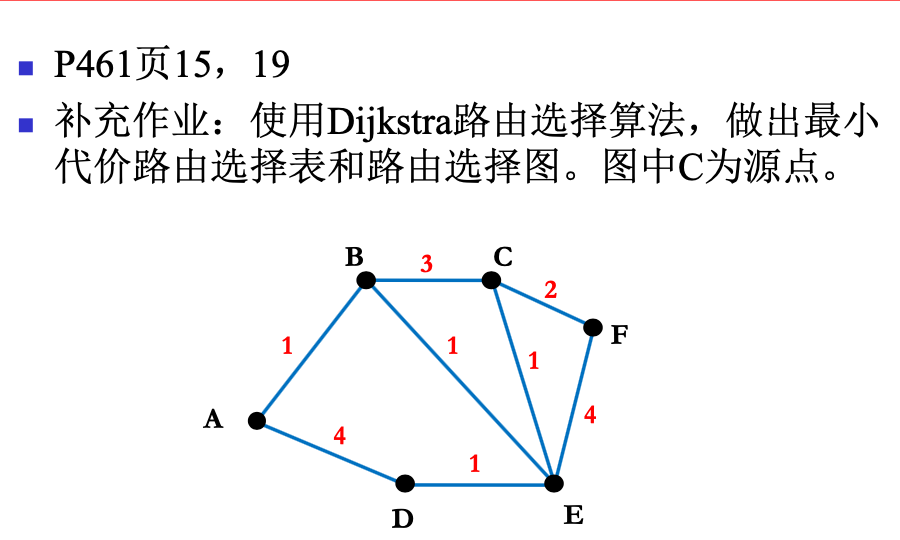 P461页15，19
补充作业：使用Dijkstra路由选择算法，做出最小
代价路由选择表和路由选择图。图中C为源点。
B
3
C
2
F
1
1
1
A
4
4
1
D
E